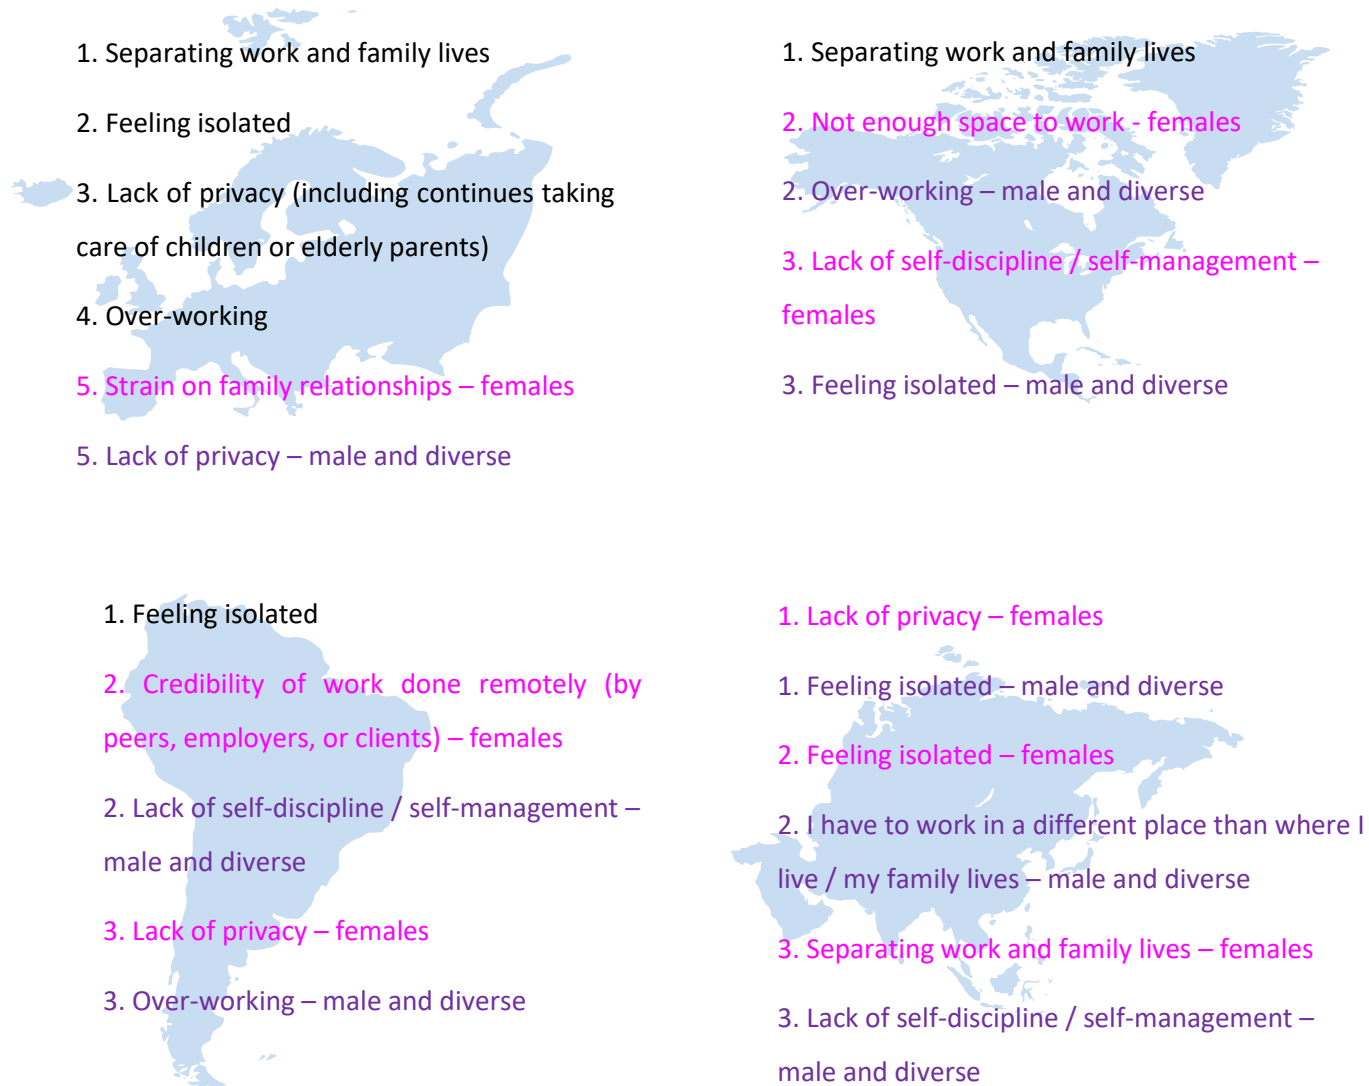 1. Separating work and family lives
2. Feeling isolated
3. Lack of privacy (including continues taking
care of children or elderly parents)
4. Over-working
5. Strain on family relationships – females
5. Lack of privacy – male and diverse
1. Separating work and family lives
2. Not enough space to work - females
2. Over-working – male and diverse
3. Lack of self-discipline / self-management –
females
3. Feeling isolated – male and diverse
1. Feeling isolated
2. Credibility of work done remotely (by
peers, employers, or clients) – females
2. Lack of self-discipline / self-management –
male and diverse
3. Lack of privacy – females
3. Over-working – male and diverse
1. Lack of privacy – females
1. Feeling isolated – male and diverse
2. Feeling isolated – females
2. I have to work in a different place than where I
live / my family lives – male and diverse
3. Separating work and family lives – females
3. Lack of self-discipline / self-management –
male and diverse